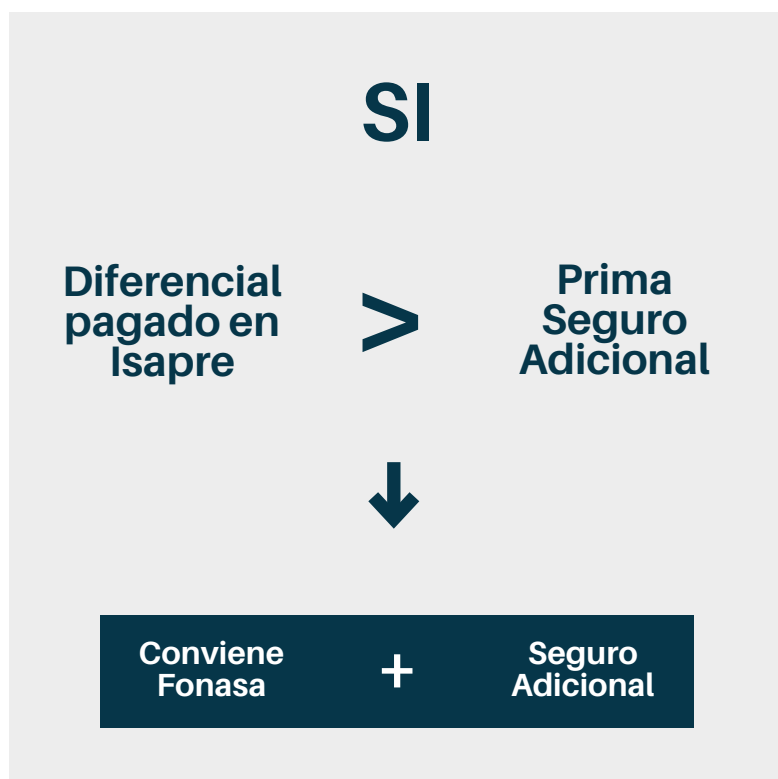 SI
Diferencial
pagado en
Isapre
>
Prima
Seguro
Adicional
Conviene
Fonasa
+
Seguro
Adicional